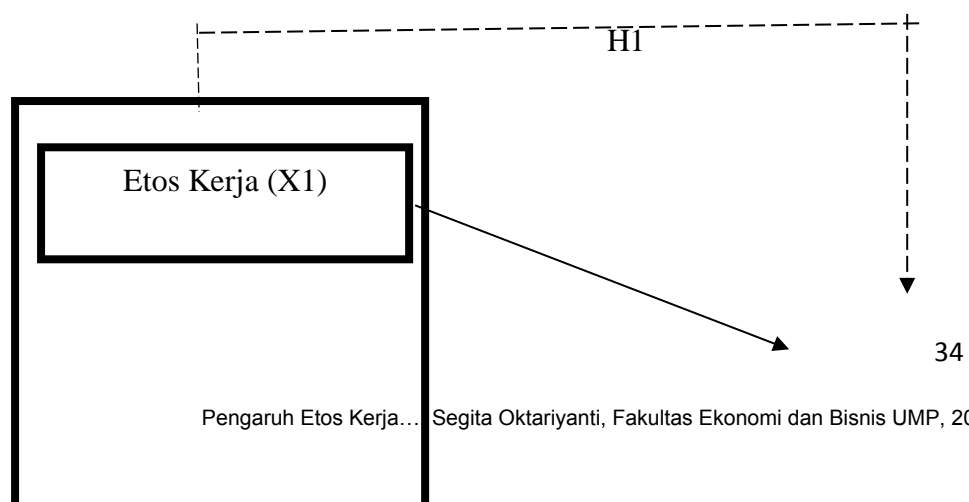 H1
Etos Kerja (X1)
34
Pengaruh Etos Kerja… Segita Oktariyanti, Fakultas Ekonomi dan Bisnis UMP, 20